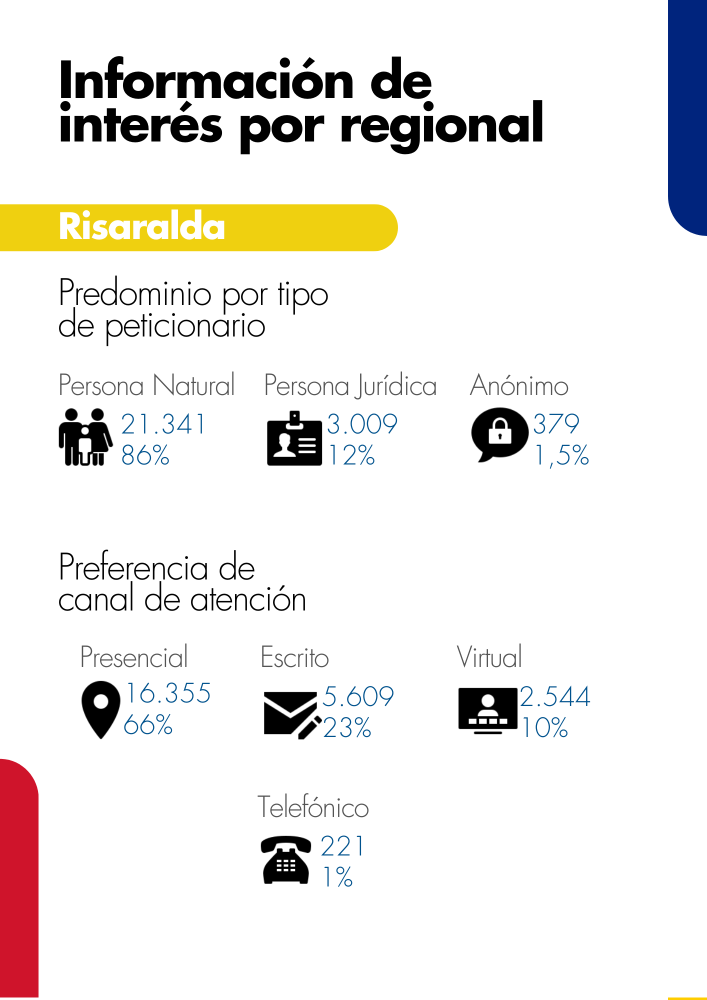 Información de
interés por regional
Risaralda
Predominio por tipo
de peticionario
Persona Natural
21.341
86%
Persona Jurídica
3.009
12%
Anónimo
379
1,5%
Preferencia de
canal de atención
Presencial
16.355
66%
Escrito
5.609
23%
Virtual
2.544
10%
Telefónico
221
1%